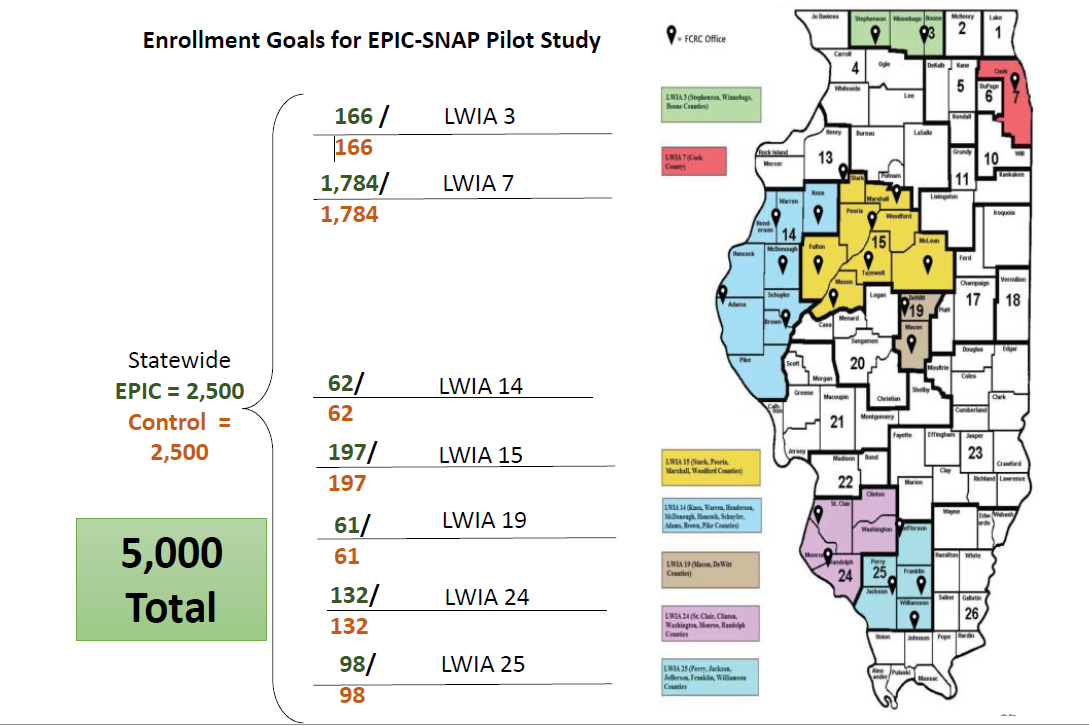 Enrollment Goals for EPIC-SNAP Pilot Study
166 / LWIA 3
166
1,784/ LWIA 7
1,784
62/ LWIA 14
62
197/ LWIA 15
197
61/ LWIA 19
61
132/ LWIA 24
132
98/ LWIA 25
98
Statewide
EPIC = 2,500
Control =
2,500
5,000
Total
= FCRC Office
LWIA 3 (Stephenson, Winnebago,
Boone Counties)
LWIA 7 (Cook
County)
LWIA 15 (Stark, Peoria,
Marshall, Woodford Counties)
LWIA 14 (Knox, Warren, Henderson,
McDonough, Hancock, Schuyler,
Adams, Brown, Pike Counties)
LWIA 19 (Macon, DeWitt
Counties)
LWIA 24 (St. Clair, Clinton,
Washington, Monroe, Randolph
Counties
LWIA 25 (Perry, Jackson,
Jefferson, Franklin, Williamson
Counties
Jo Daviess
Stephenson
Winnebago
Boone
McHenry
Lake
3
2
1
Carroll
Ogle
DeKalb
Kane
Cook
4
5
DuPage
6
7
Whiteside
Lee
Kendall
Henry
Bureau
LaSalle
Grundy
Will
Rock Island
Mercer
13
10
11
Putnam
Kankakee
Stark
Marshall
Livingston
Iroquois
Knox
Warren
Peoria
Woodford
Hend-
erson
14
15
McLean
Hancock
McDonough
Fulton
Tazewell
Ford
Mason
Logan
DeWitt
Champaign
Vermilion
Schuyler
Adams
17
18
19
Piatt
Brown
Cass
Menard
Macon
Sangamon
Douglas
Edgar
Pike
Scott
Morgan
20
Moultrie
Coles
Shelby
Greene
Macoupin
Christian
Clark
Cumberland
Montgomery
21
Jersey
Fayette
Effingham
Jasper
23
Madison
Bond
Crawford
Clay
22
Marion
Richland
Lawrence
Clinton
St. Clair
Wayne
Edw
ards
Wabash
Washington
Jefferson
Monroe
Randolph
24
Perry
25
Hamilton
White
Franklin
Jackson
Williamson
Saline
Gallatin
26
Union
Johnson
Pope
Hardin
Alex-
ander
Pulaski
Massac